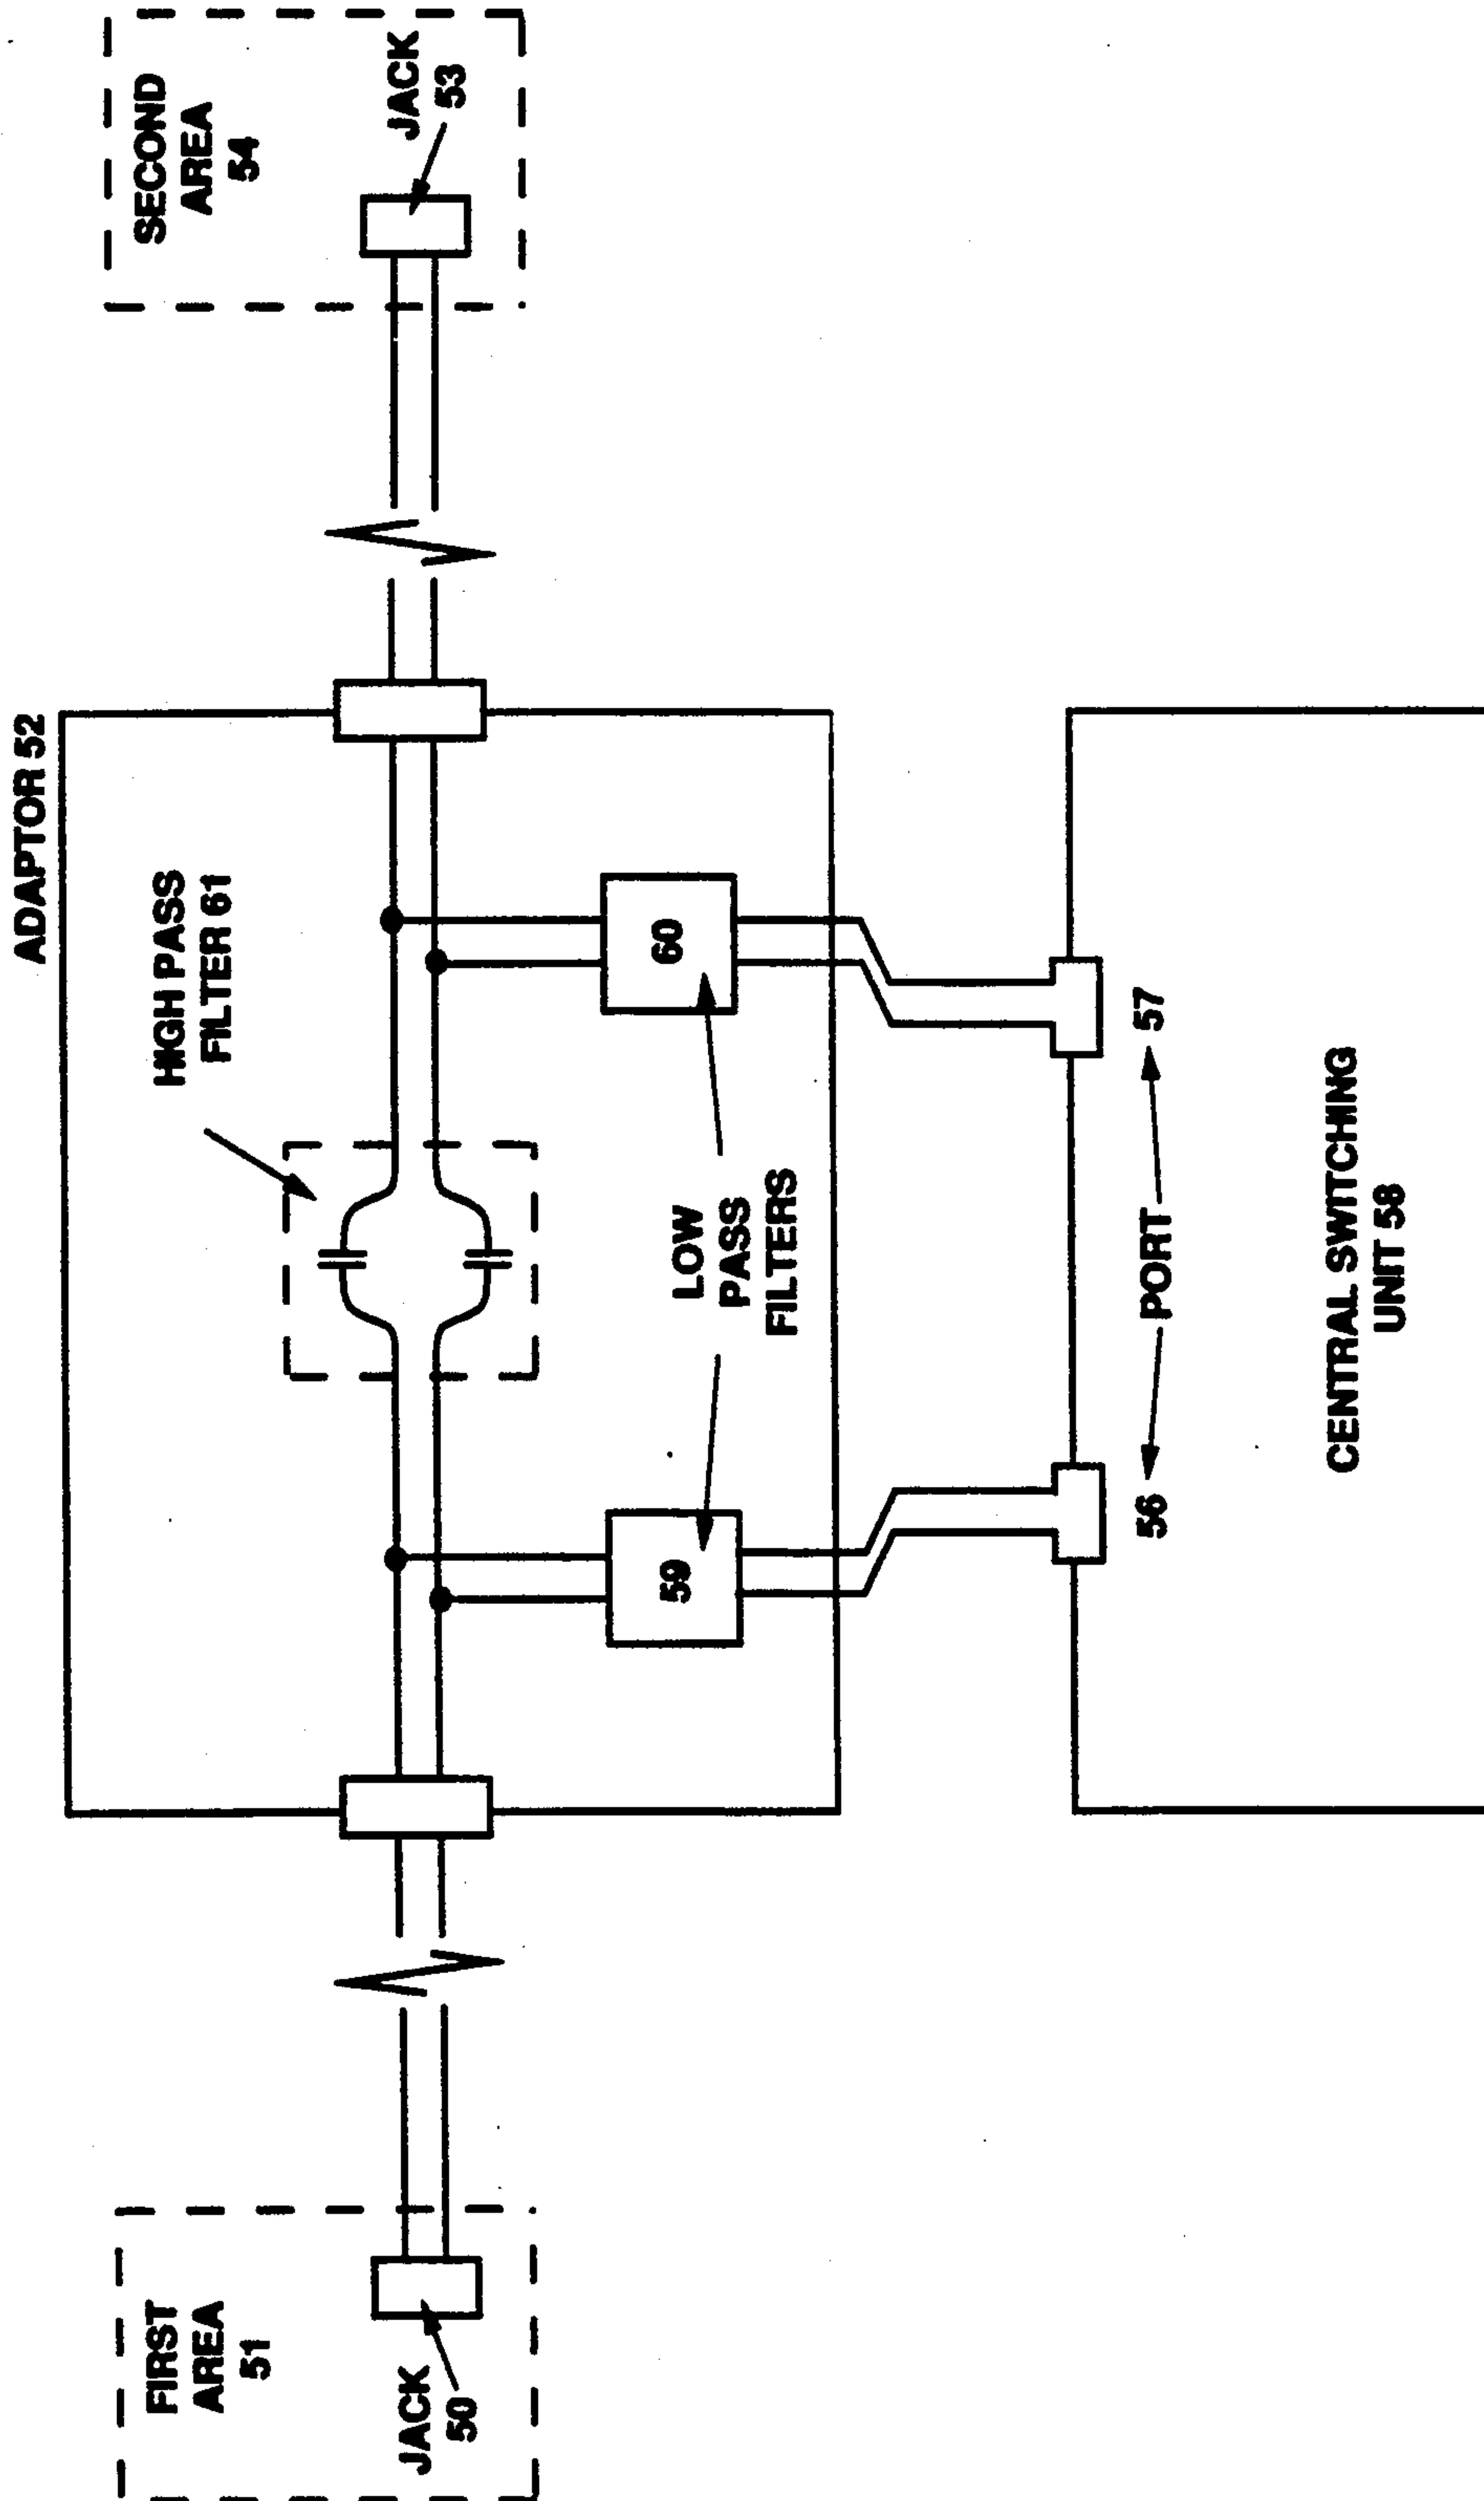 ADAPTOR 52
HIGH PASS
FILTER 61
FIRST
AREA
51
JACK
50
SECOND
AREA
54
JACK
53
59
60
LOW
PASS
FILTERS
56
PORT
57
CENTRAL SWITCHING
UNIT 58